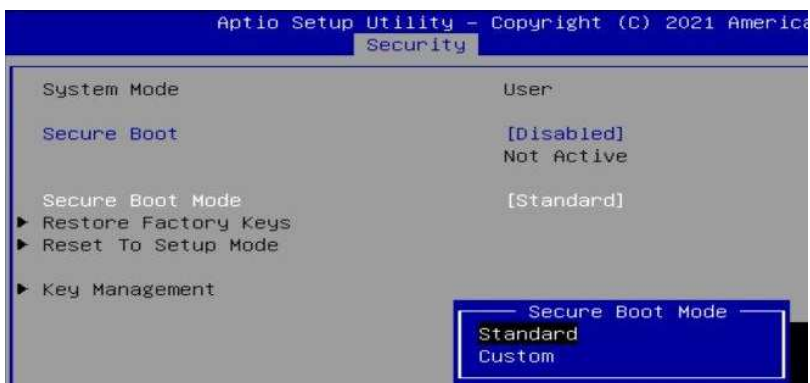 Aptio Setup Utility – Copyright (C) 2021 America
Security
System Mode User
Secure Boot [Disabled]
Not Active
Secure Boot Mode [Standard]
Restore Factory Keys
Reset To Setup Mode
Key Management
Secure Boot Mode
Standard
Custom